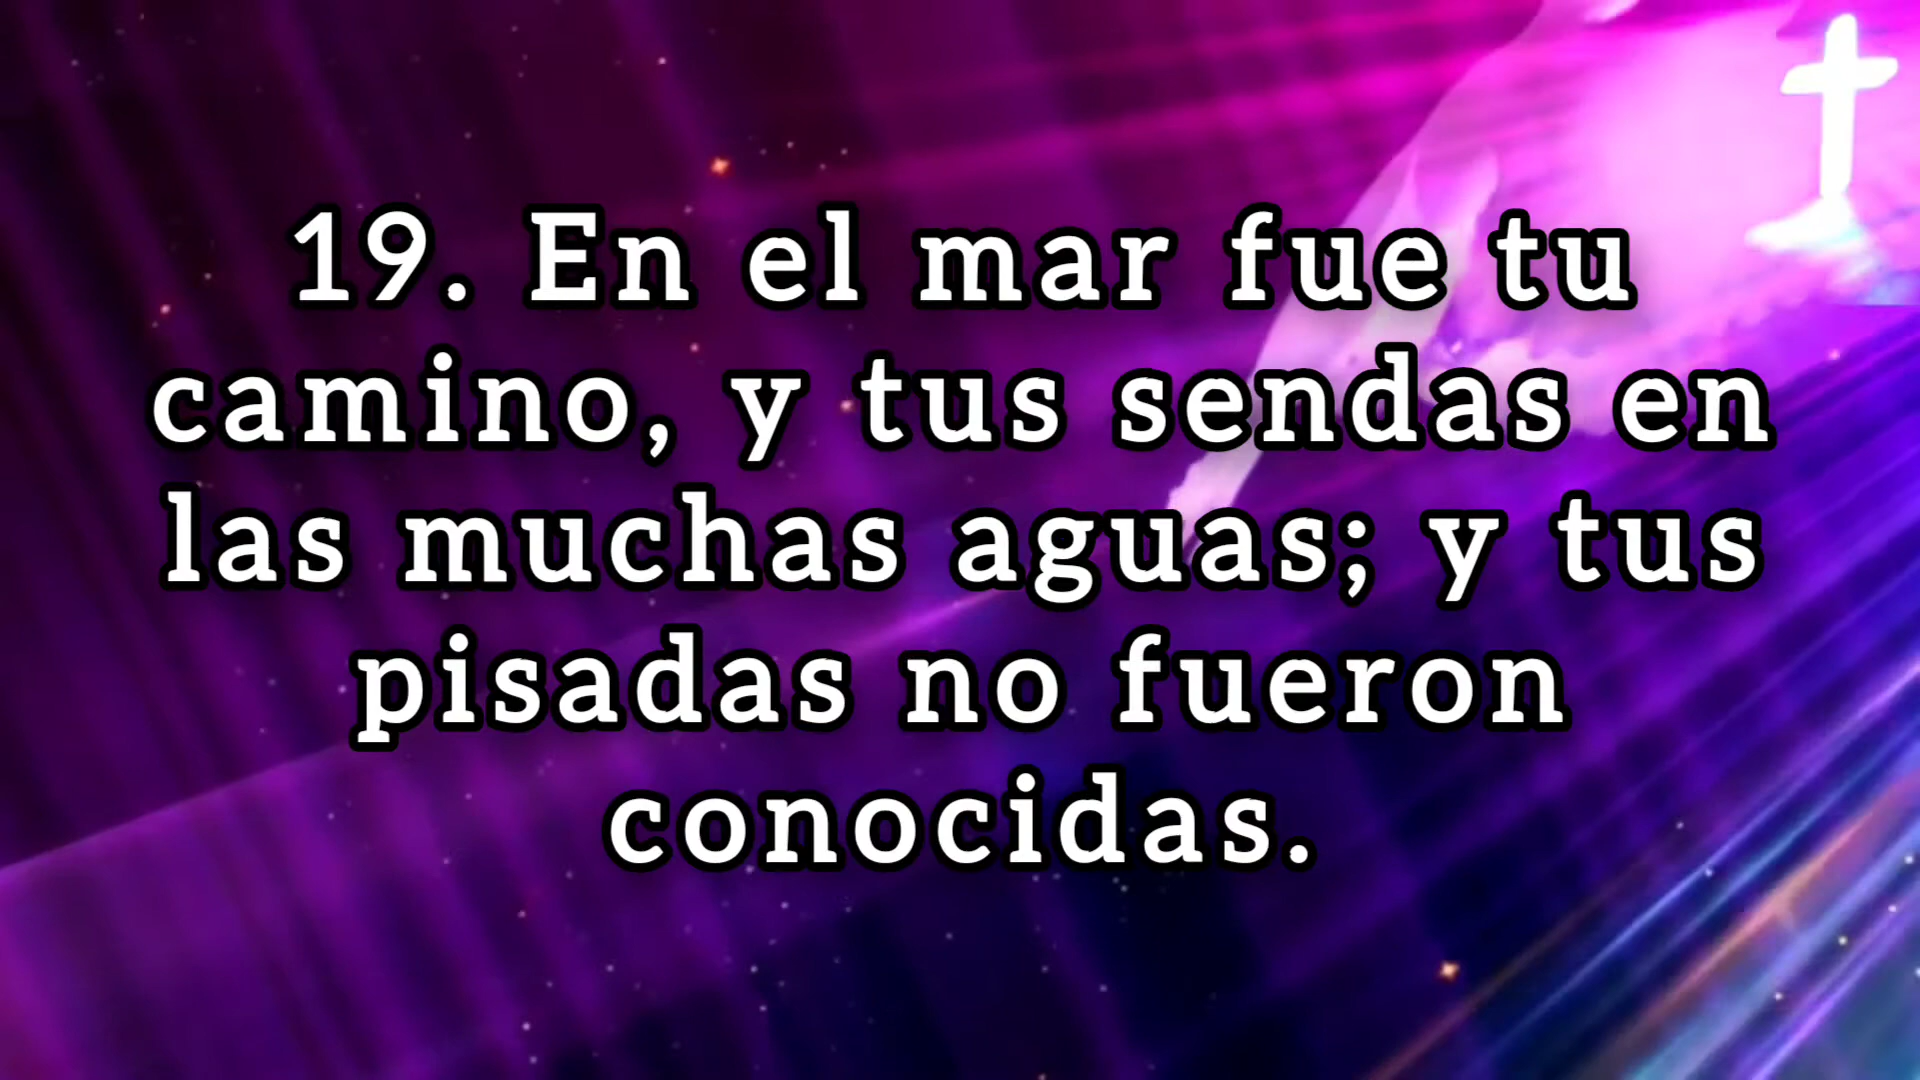 19. En el mar fue tu
camino, y tus sendas en
las muchas aguas; y tus
pisadas no fueron
conocidas.